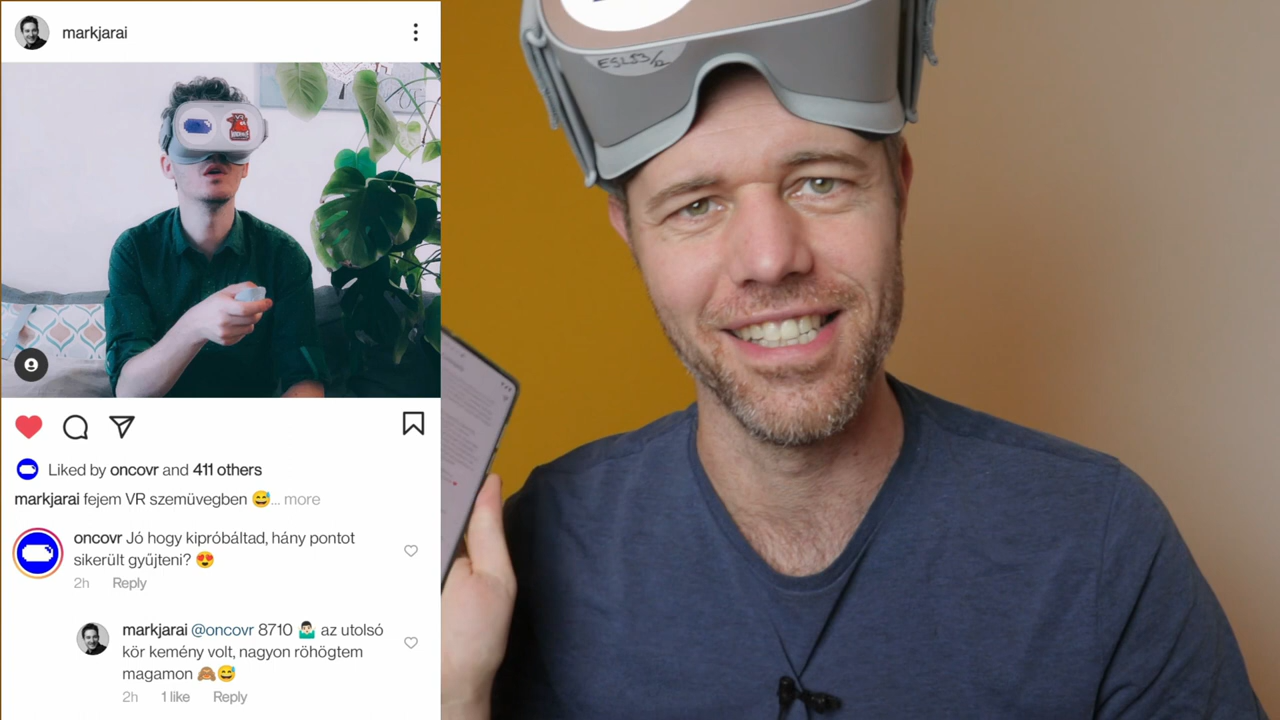 markjarai
Liked by oncovr and 411 others
markjarai fejem VR szemüvegben 😅... more
oncovr Jó hogy kipróbáltad, hány pontot
sikerült gyűjteni? 😍
2h Reply
markjarai @oncovr 8710 🤷🏻‍♂️ az utolsó
kör kemény volt, nagyon röhögtem
magamon 🙈😅
2h 1 like Reply